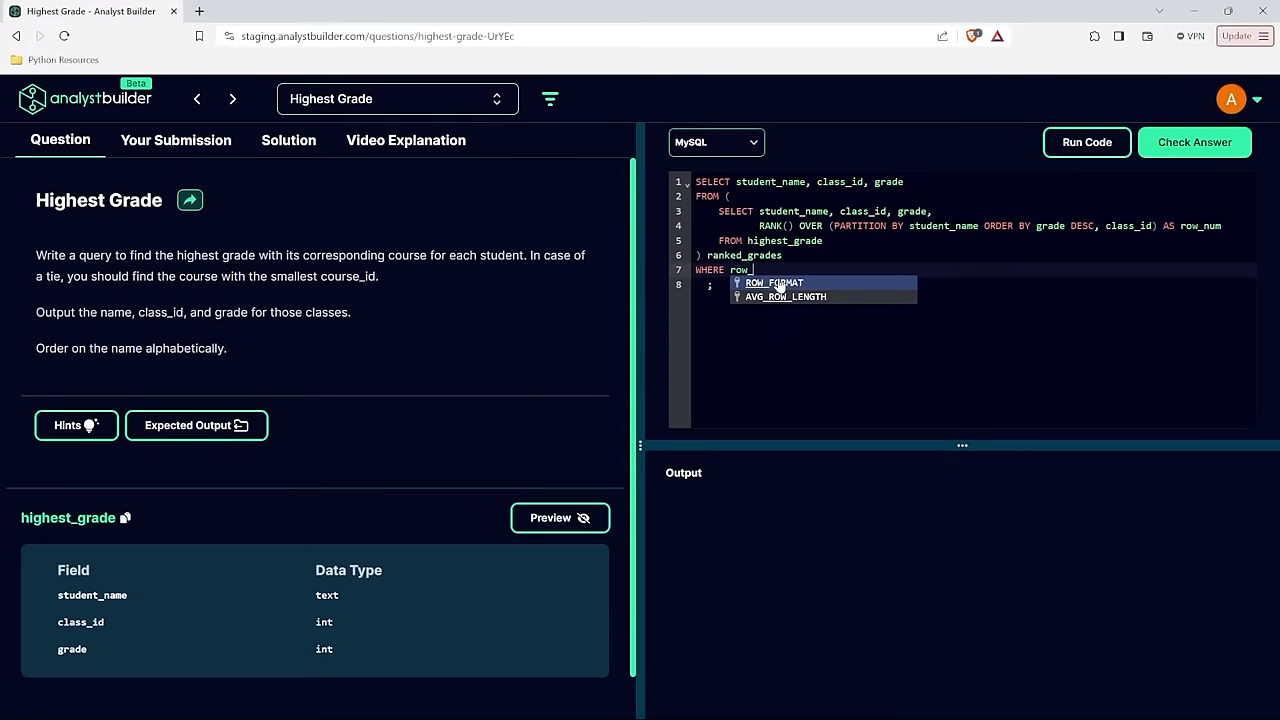 Highest Grade - Analyst Builder
staging.analystbuilder.com/questions/highest-grade-UrYEc
1
VPN
Update
Python Resources
analystbuilder
Beta
Highest Grade
A
Question
Your Submission
Solution
Video Explanation
Highest Grade
Write a query to find the highest grade with its corresponding course for each student. In case of
a tie, you should find the course with the smallest course_id.
Output the name, class_id, and grade for those classes.
Order on the name alphabetically.
Hints
Expected Output
highest_grade
Preview
Field Data Type
student_name text
class_id int
grade int
MySQL
Run Code
Check Answer
1 SELECT student_name, class_id, grade
2 FROM (
3 SELECT student_name, class_id, grade,
4 RANK() OVER (PARTITION BY student_name ORDER BY grade DESC, class_id) AS row_num
5 FROM highest_grade
6 ) ranked_grades
7 WHERE row_
8 ;
ROW_FORMAT
AVG_ROW_LENGTH
Output